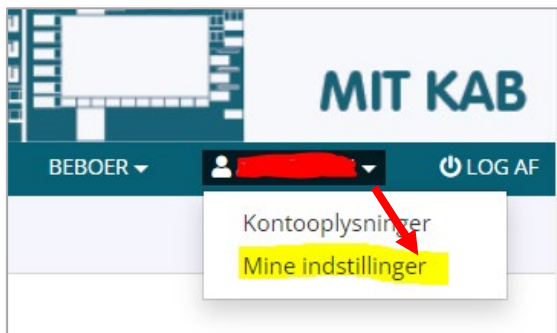 MIT KAB
BEBOER LOG AF
Kontooplysninger
Mine indstillinger